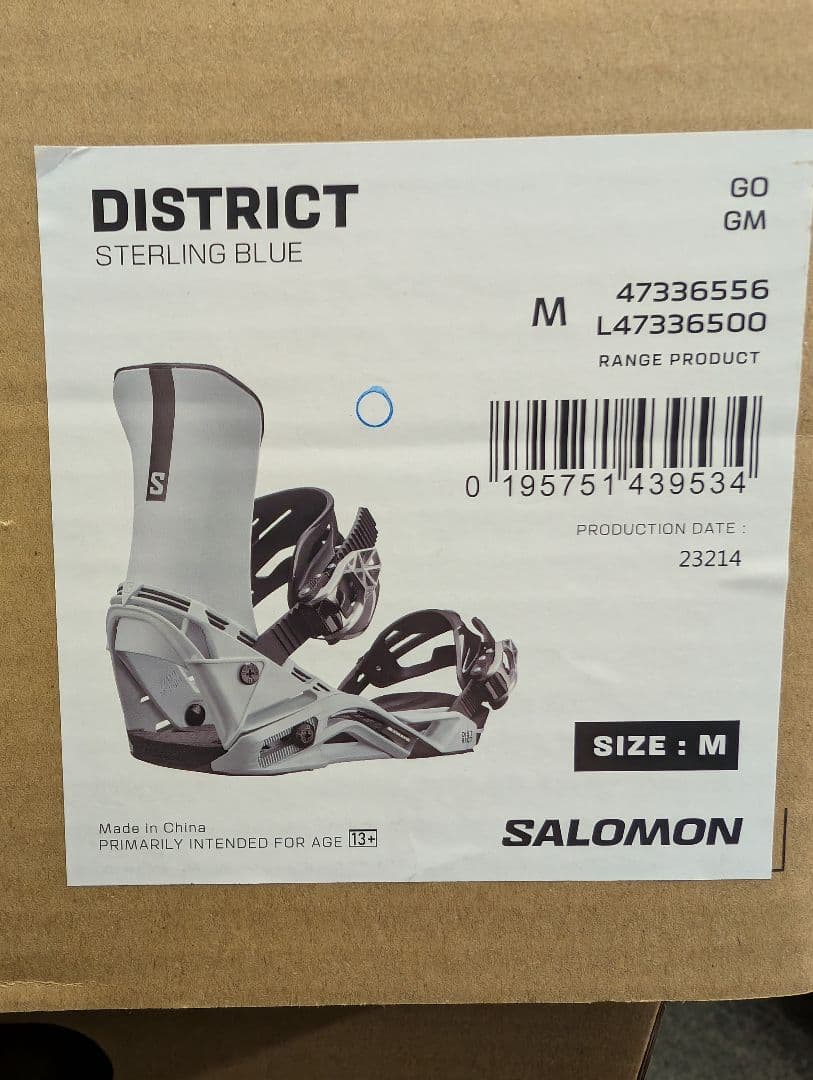 DISTRICT
STERLING BLUE
GO
GM
M
47336556
L47336500
RANGE PRODUCT
0 195751 439534
PRODUCTION DATE :
23214
S
SIZE : M
Made in China
PRIMARILY INTENDED FOR AGE 13+
SALOMON